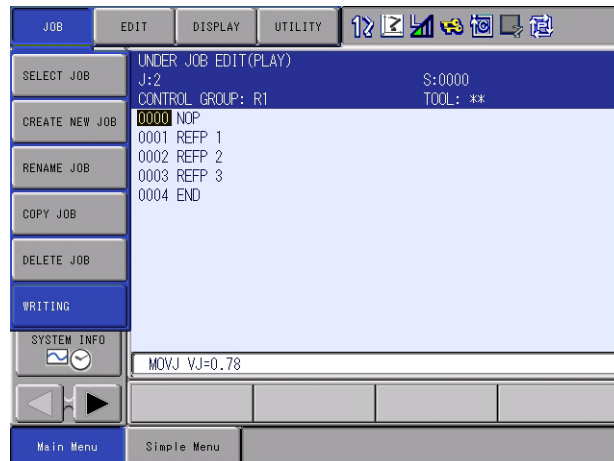 JOB EDIT DISPLAY UTILITY 12
SELECT JOB
CREATE NEW JOB
RENAME JOB
COPY JOB
DELETE JOB
WRITING
SYSTEM INFO
UNDER JOB EDIT(PLAY)
J:2 S:0000
CONTROL GROUP: R1 TOOL: **
0000 NOP
0001 REFP 1
0002 REFP 2
0003 REFP 3
0004 END
MOVJ VJ=0.78
Main Menu Simple Menu